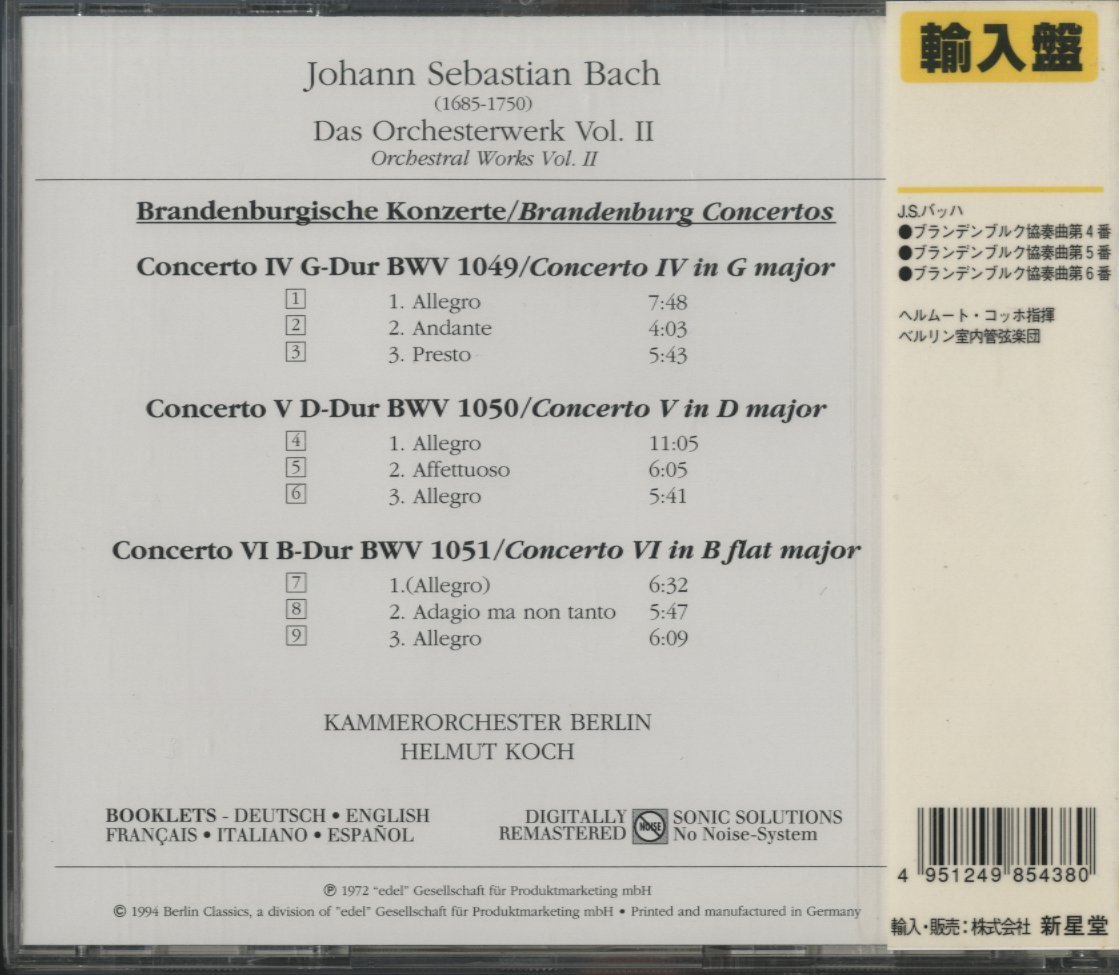 Johann Sebastian Bach
(1685-1750)
Das Orchesterwerk Vol. II
Orchestral Works Vol. II
Brandenburgische Konzerte/Brandenburg Concertos
Concerto IV G-Dur BWV 1049/Concerto IV in G major
1 1. Allegro 7:48
2 2. Andante 4:03
3 3. Presto 5:43
Concerto V D-Dur BWV 1050/Concerto V in D major
4 1. Allegro 11:05
5 2. Affettuoso 6:05
6 3. Allegro 5:41
Concerto VI B-Dur BWV 1051/Concerto VI in B flat major
7 1.(Allegro) 6:32
8 2. Adagio ma non tanto 5:47
9 3. Allegro 6:09
KAMMERORCHESTER BERLIN
HELMUT KOCH
BOOKLETS - DEUTSCH • ENGLISH
FRANÇAIS • ITALIANO • ESPAÑOL
DIGITALLY
REMASTERED
NOISE
SONIC SOLUTIONS
No Noise-System
℗ 1972 "edel" Gesellschaft für Produktmarketing mbH
© 1994 Berlin Classics, a division of "edel" Gesellschaft für Produktmarketing mbH • Printed and manufactured in Germany
輸入盤
J.S.バッハ
●ブランデンブルク協奏曲第4番
●ブランデンブルク協奏曲第5番
●ブランデンブルク協奏曲第6番
ヘルムート・コッホ指揮
ベルリン室内管弦楽団
4 951249 854380
輸入・販売：株式会社 新星堂